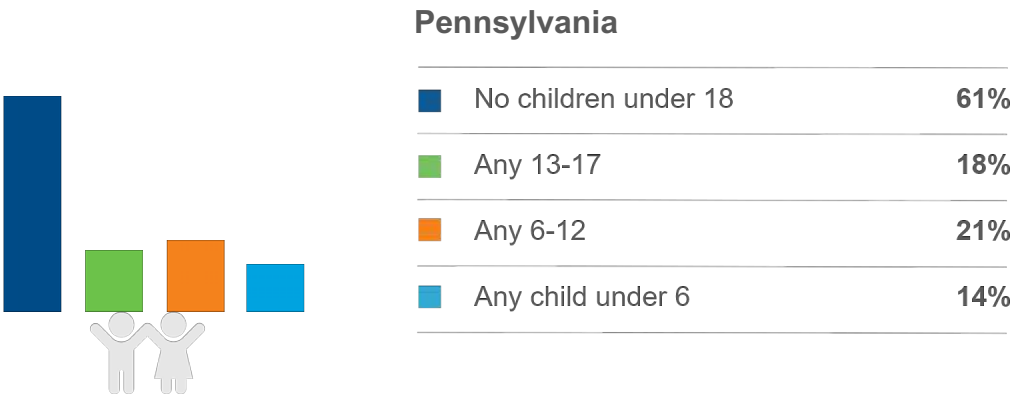 Pennsylvania
No children under 18 61%
Any 13-17 18%
Any 6-12 21%
Any child under 6 14%